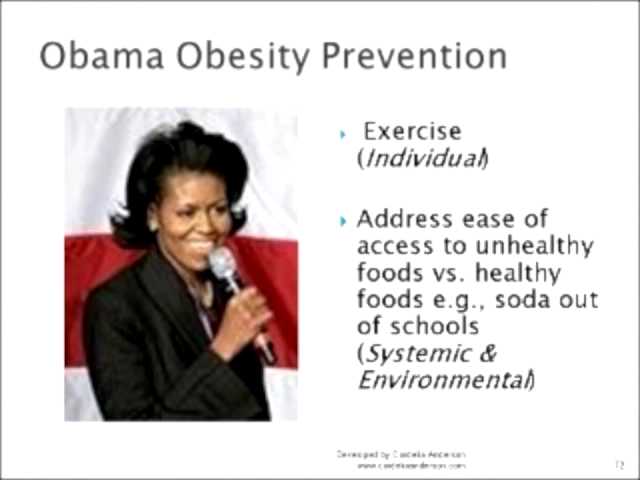 Obama Obesity Prevention
Exercise
(Individual)
Address ease of
access to unhealthy
foods vs. healthy
foods e.g., soda out
of schools
(Systemic &
Environmental)
Developed by Cordelia Anderson
www.cordeliaanderson.com
12